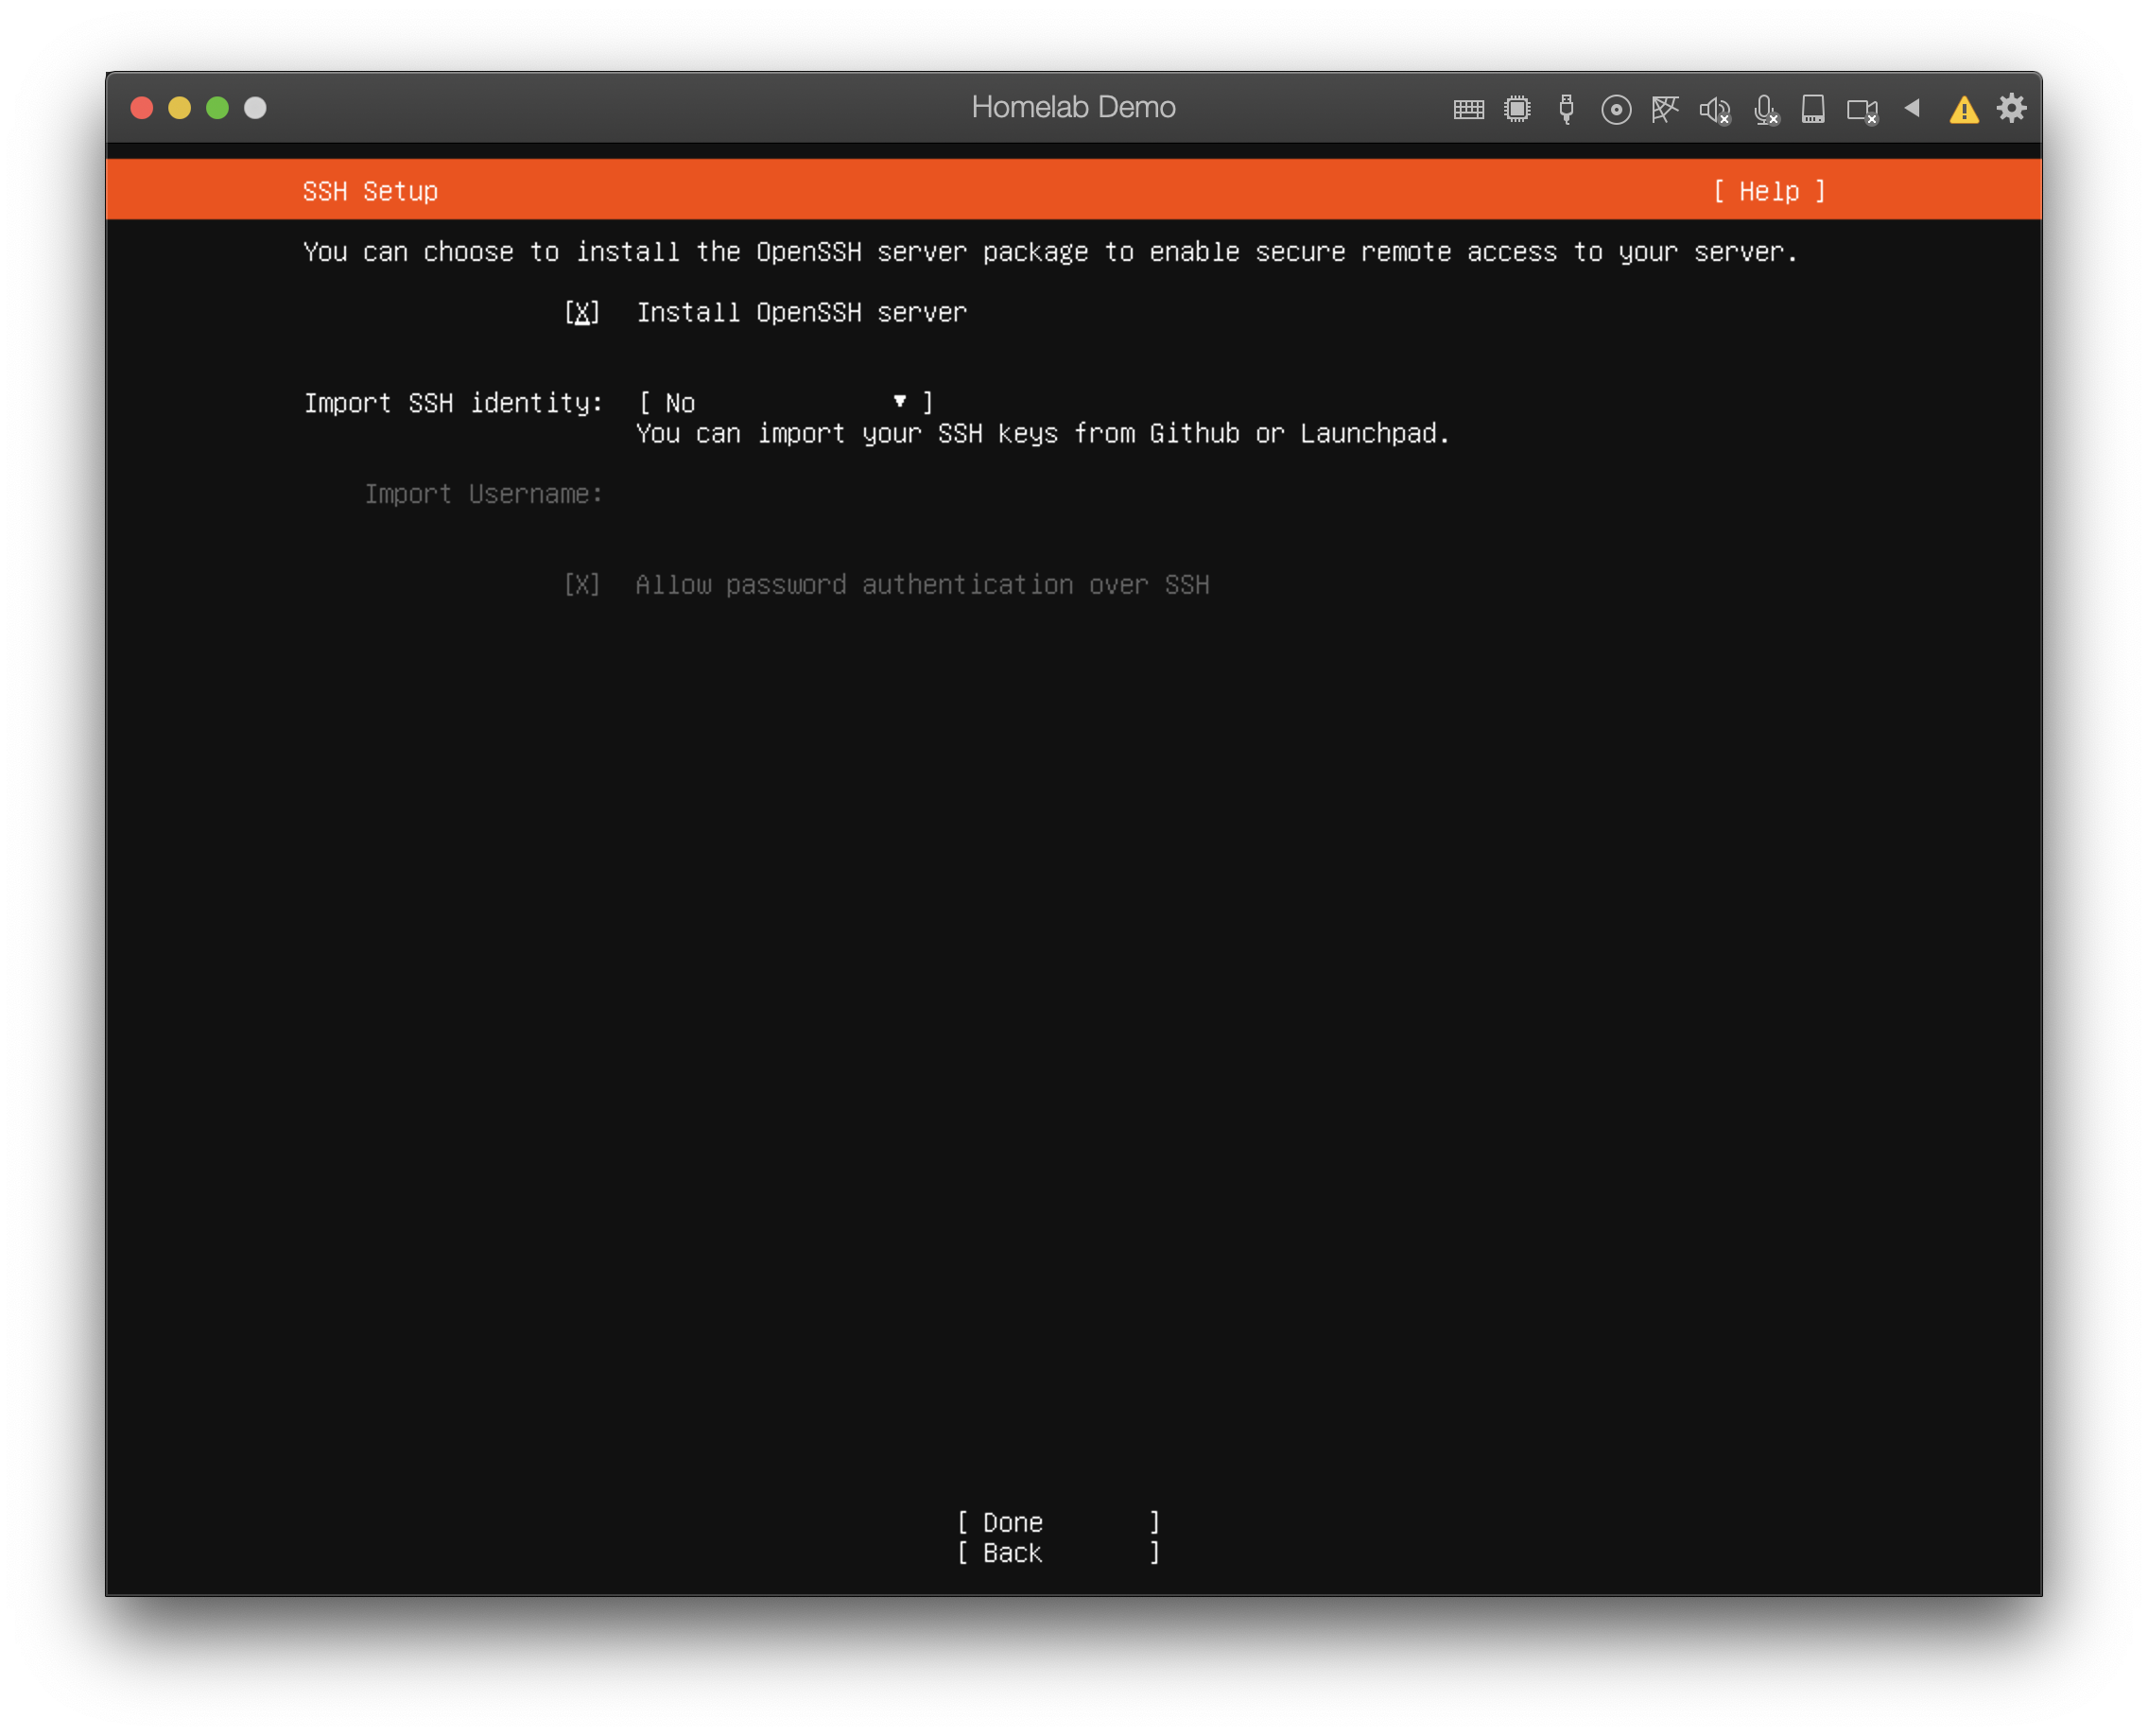 Homelab Demo
SSH Setup [ Help ]
You can choose to install the OpenSSH server package to enable secure remote access to your server.
[X] Install OpenSSH server
Import SSH identity: [ No ▾ ]
You can import your SSH keys from Github or Launchpad.
Import Username:
[X] Allow password authentication over SSH
[ Done ]
[ Back ]